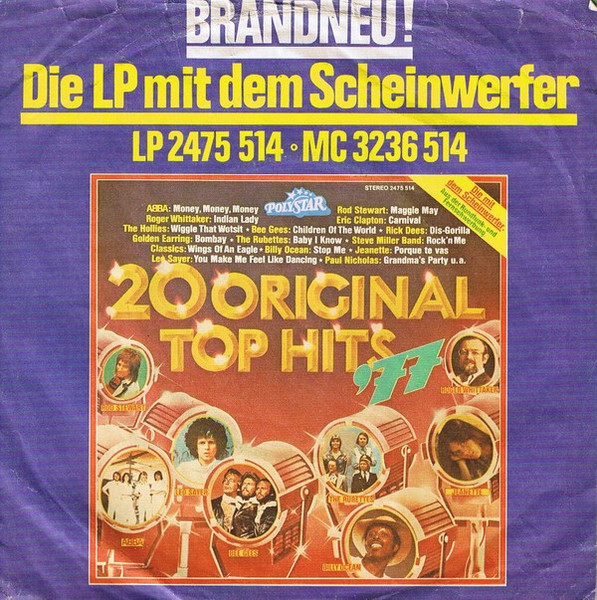 BRANDNEU!
Die LP mit dem Scheinwerfer
LP 2475 514 · MC 3236 514
STEREO 2475 514
POLYSTAR
Die mit
dem Scheinwerfer.
Aus der Rundfunk- und
Fernsehwerbung
ABBA: Money, Money, Money Rod Stewart: Maggie May
Roger Whittaker: Indian Lady Eric Clapton: Carnival
The Hollies: Wiggle That Wotsit • Bee Gees: Children Of The World • Rick Dees: Dis-Gorilla
Golden Earring: Bombay • The Rubettes: Baby I Know • Steve Miller Band: Rock'n Me
Classics: Wings Of An Eagle • Billy Ocean: Stop Me • Jeanette: Porque te vas
Leo Sayer: You Make Me Feel Like Dancing • Paul Nicholas: Grandma's Party u. a.
20 ORIGINAL
TOP HITS
'77
ROD STEWART
ROGER WHITTAKER
LEO SAYER
THE RUBETTES
JEANETTE
ABBA
BEE GEES
BILLY OCEAN